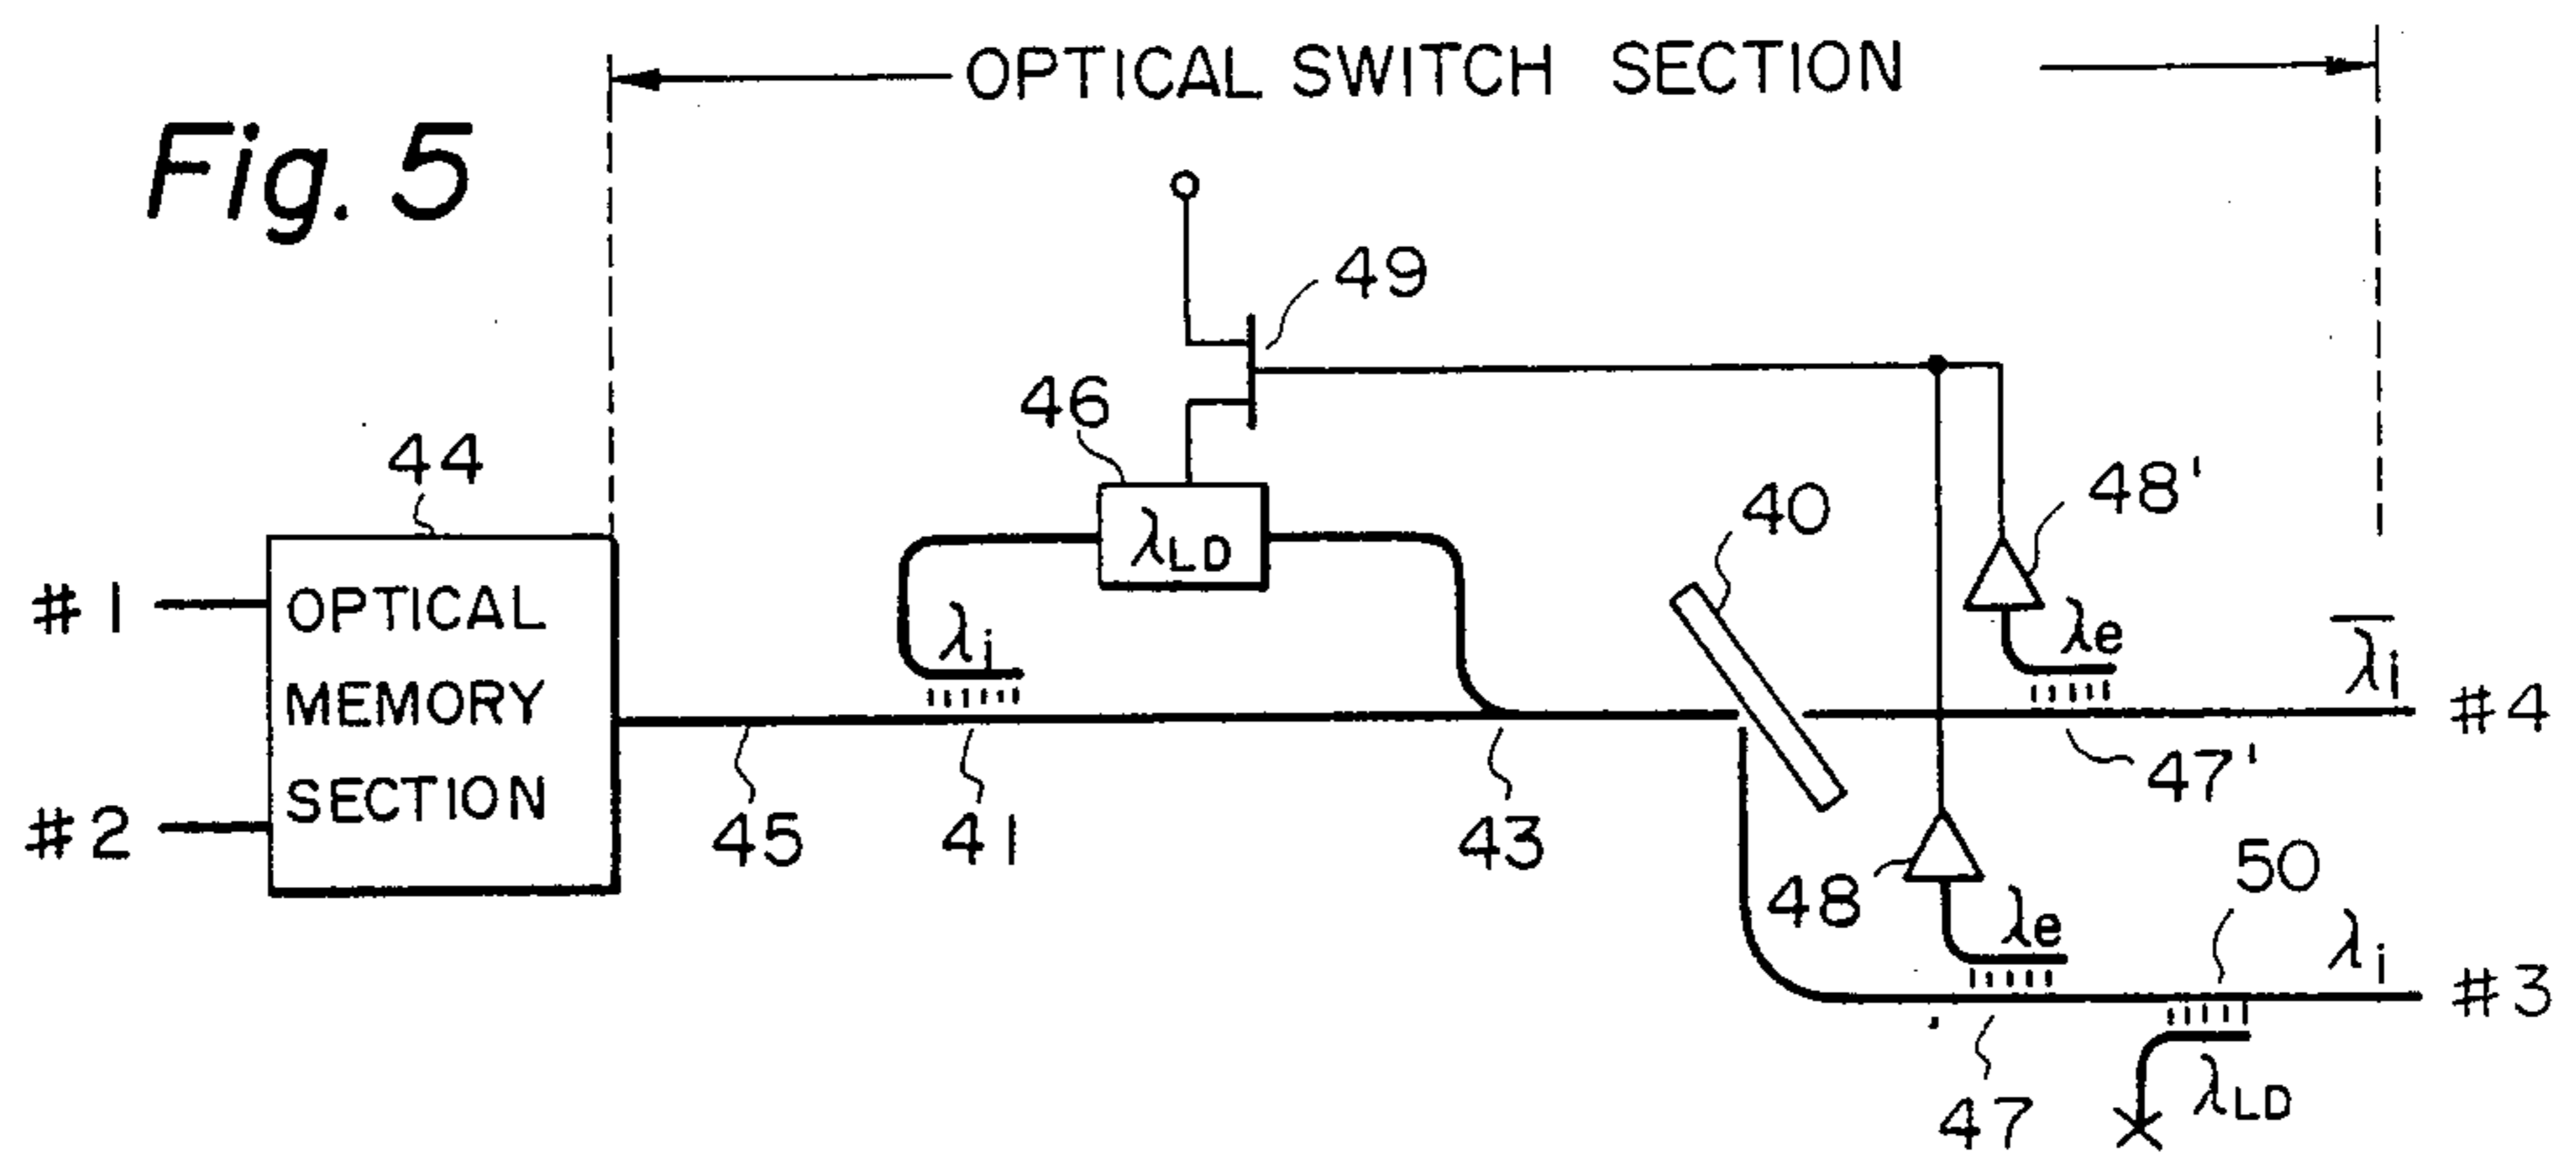 OPTICAL SWITCH SECTION
Fig. 5
49
46
44
λLD
40
48'
#1
OPTICAL
MEMORY
SECTION
λi
λe
λ̅i
#4
47'
#2
45
41
43
48
λe
50
λi
#3
47
λLD